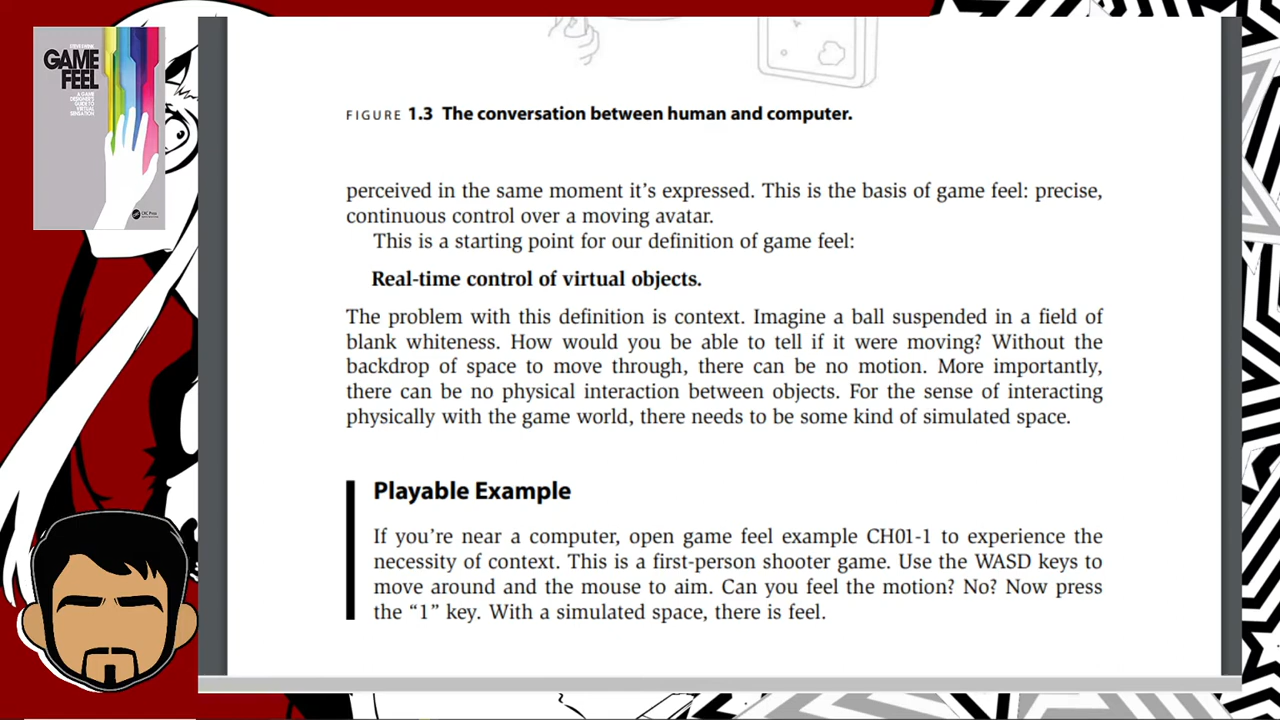 GAME
FEEL
A GAME
DESIGNER'S
GUIDE TO
VIRTUAL
SENSATION
CRC Press
FIGURE 1.3 The conversation between human and computer.
perceived in the same moment it's expressed. This is the basis of game feel: precise,
continuous control over a moving avatar.
This is a starting point for our definition of game feel:
Real-time control of virtual objects.
The problem with this definition is context. Imagine a ball suspended in a field of
blank whiteness. How would you be able to tell if it were moving? Without the
backdrop of space to move through, there can be no motion. More importantly,
there can be no physical interaction between objects. For the sense of interacting
physically with the game world, there needs to be some kind of simulated space.
Playable Example
If you're near a computer, open game feel example CH01-1 to experience the
necessity of context. This is a first-person shooter game. Use the WASD keys to
move around and the mouse to aim. Can you feel the motion? No? Now press
the “1” key. With a simulated space, there is feel.